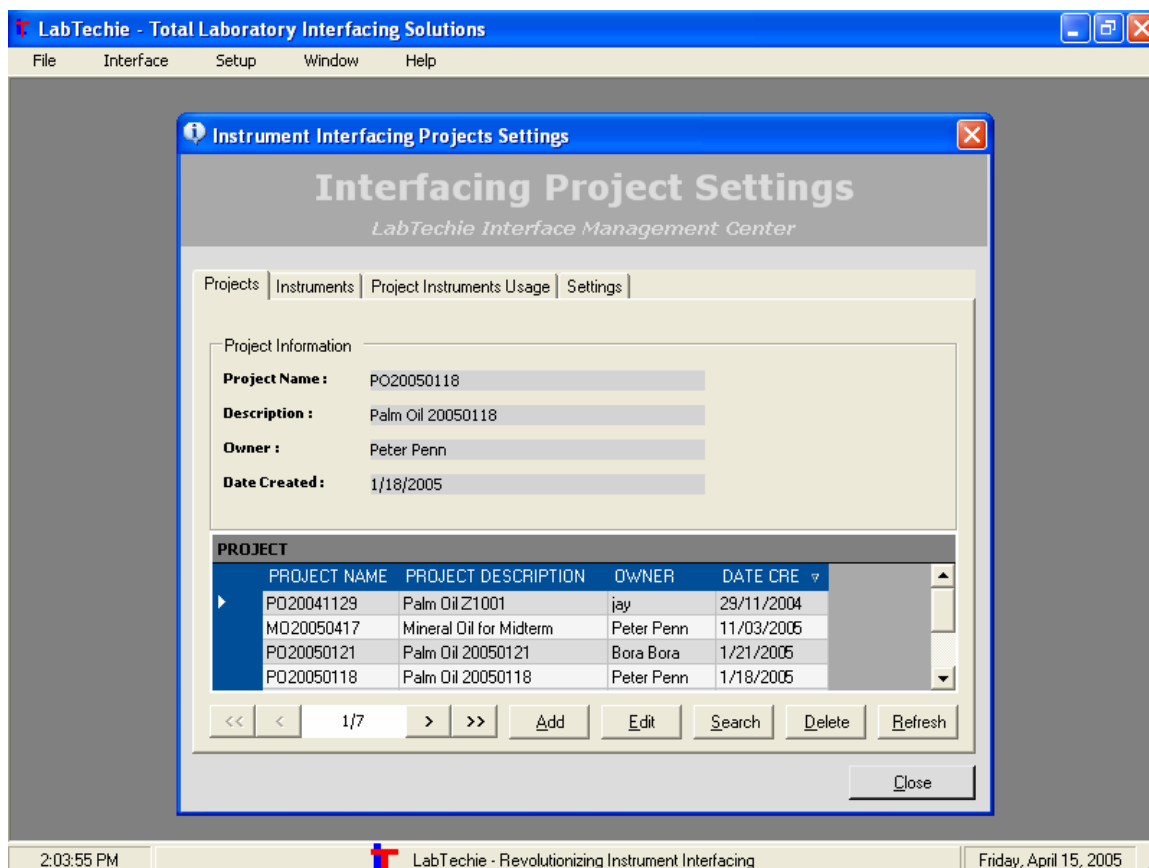 LabTechie - Total Laboratory Interfacing Solutions
File Interface Setup Window Help
Instrument Interfacing Projects Settings
Interfacing Project Settings
LabTechie Interface Management Center
Projects Instruments Project Instruments Usage Settings
Project Information
Project Name : PO20050118
Description : Palm Oil 20050118
Owner : Peter Penn
Date Created : 1/18/2005
PROJECT
PROJECT NAME PROJECT DESCRIPTION OWNER DATE CRE
PO20041129 Palm Oil Z1001 jay 29/11/2004
MO20050417 Mineral Oil for Midterm Peter Penn 11/03/2005
PO20050121 Palm Oil 20050121 Bora Bora 1/21/2005
PO20050118 Palm Oil 20050118 Peter Penn 1/18/2005
<< < 1/7 > >> Add Edit Search Delete Refresh
Close
2:03:55 PM LabTechie - Revolutionizing Instrument Interfacing Friday, April 15, 2005